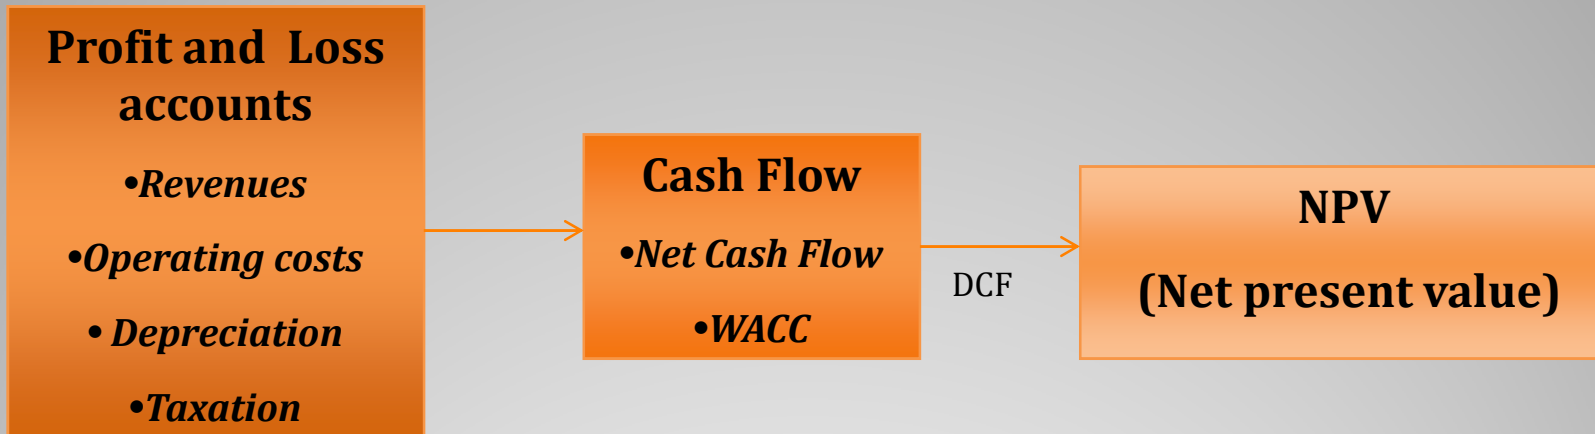 Profit and Loss
accounts
•Revenues
•Operating costs
• Depreciation
•Taxation
Cash Flow
•Net Cash Flow
•WACC
DCF
NPV
(Net present value)